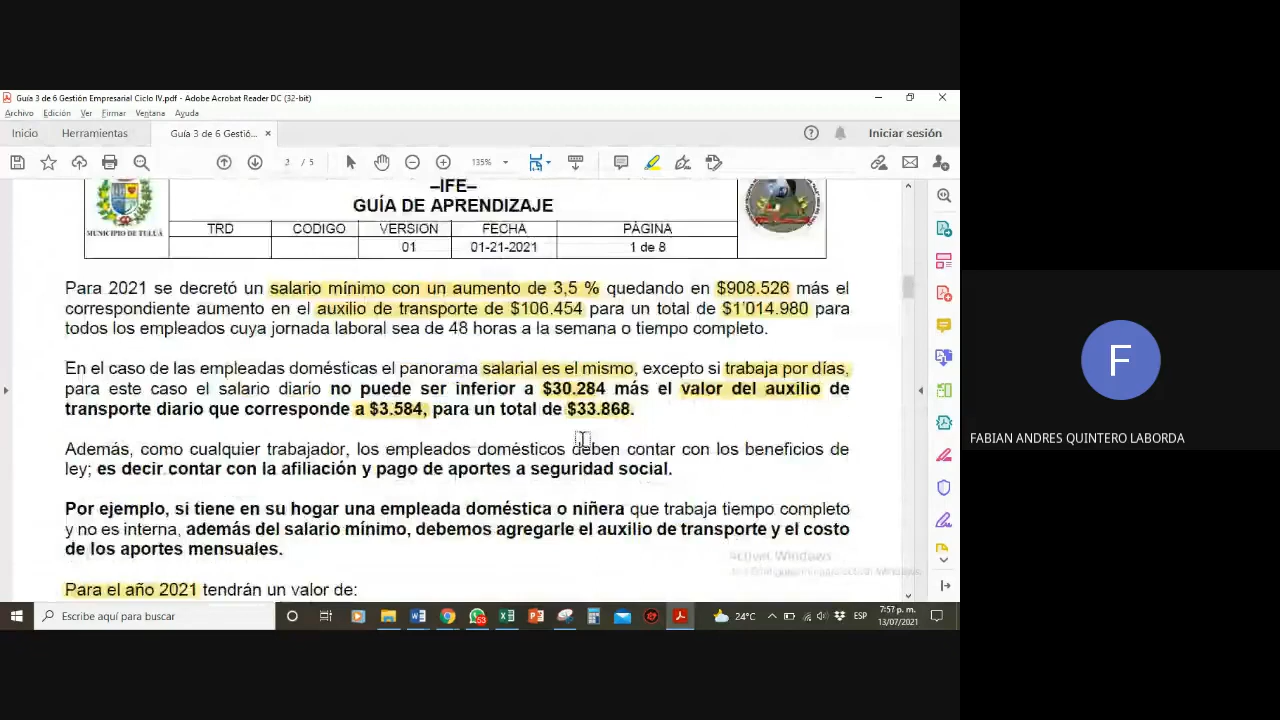 Guía 3 de 6 Gestión Empresarial Ciclo IV.pdf - Adobe Acrobat Reader DC (32-bit)
Archivo Edición Ver Firmar Ventana Ayuda
Inicio Herramientas Guía 3 de 6 Gestió... × Iniciar sesión
2 / 5 135%
–IFE–
GUÍA DE APRENDIZAJE
MUNICIPIO DE TULUÁ
TRD CODIGO VERSION FECHA PÁGINA
01 01-21-2021 1 de 8
Para 2021 se decretó un salario mínimo con un aumento de 3,5 % quedando en $908.526 más el
correspondiente aumento en el auxilio de transporte de $106.454 para un total de $1'014.980 para
todos los empleados cuya jornada laboral sea de 48 horas a la semana o tiempo completo.
En el caso de las empleadas domésticas el panorama salarial es el mismo, excepto si trabaja por días,
para este caso el salario diario no puede ser inferior a $30.284 más el valor del auxilio de
transporte diario que corresponde a $3.584, para un total de $33.868.
Además, como cualquier trabajador, los empleados domésticos deben contar con los beneficios de
ley; es decir contar con la afiliación y pago de aportes a seguridad social.
Por ejemplo, si tiene en su hogar una empleada doméstica o niñera que trabaja tiempo completo
y no es interna, además del salario mínimo, debemos agregarle el auxilio de transporte y el costo
de los aportes mensuales.
Activar Windows
Para el año 2021 tendrán un valor de:
Escribe aquí para buscar
53
24°C ESP
7:57 p. m.
13/07/2021
F
FABIAN ANDRES QUINTERO LABORDA